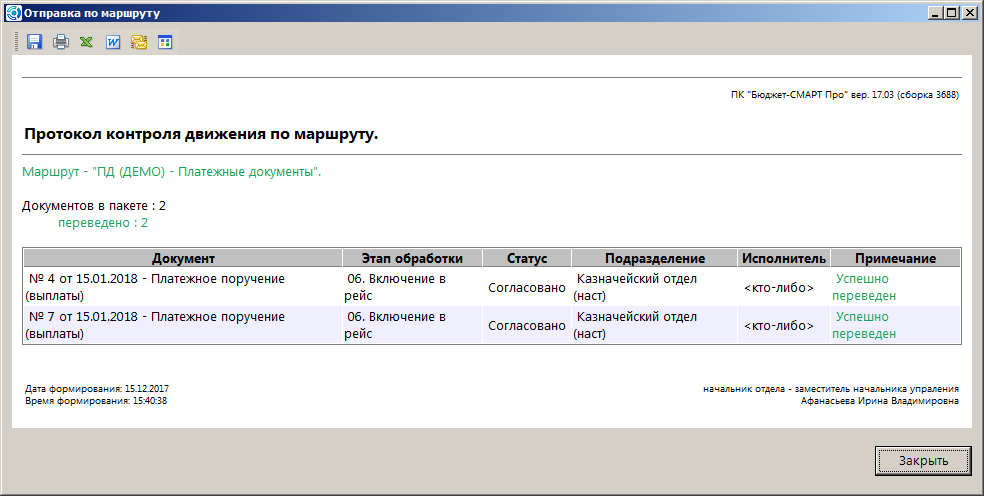 Отправка по маршруту
ПК "Бюджет-СМАРТ Про" вер. 17.03 (сборка 3688)
Протокол контроля движения по маршруту.
Маршрут - "ПД (ДЕМО) - Платежные документы".
Документов в пакете : 2
переведено : 2
Документ Этап обработки Статус Подразделение Исполнитель Примечание
№ 4 от 15.01.2018 - Платежное поручение 06. Включение в Согласовано Казначейский отдел <кто-либо> Успешно
(выплаты) рейс (наст) переведен
№ 7 от 15.01.2018 - Платежное поручение 06. Включение в Согласовано Казначейский отдел <кто-либо> Успешно
(выплаты) рейс (наст) переведен
Дата формирования: 15.12.2017 начальник отдела - заместитель начальника упраления
Время формирования: 15:40:38 Афанасьева Ирина Владимировна
Закрыть